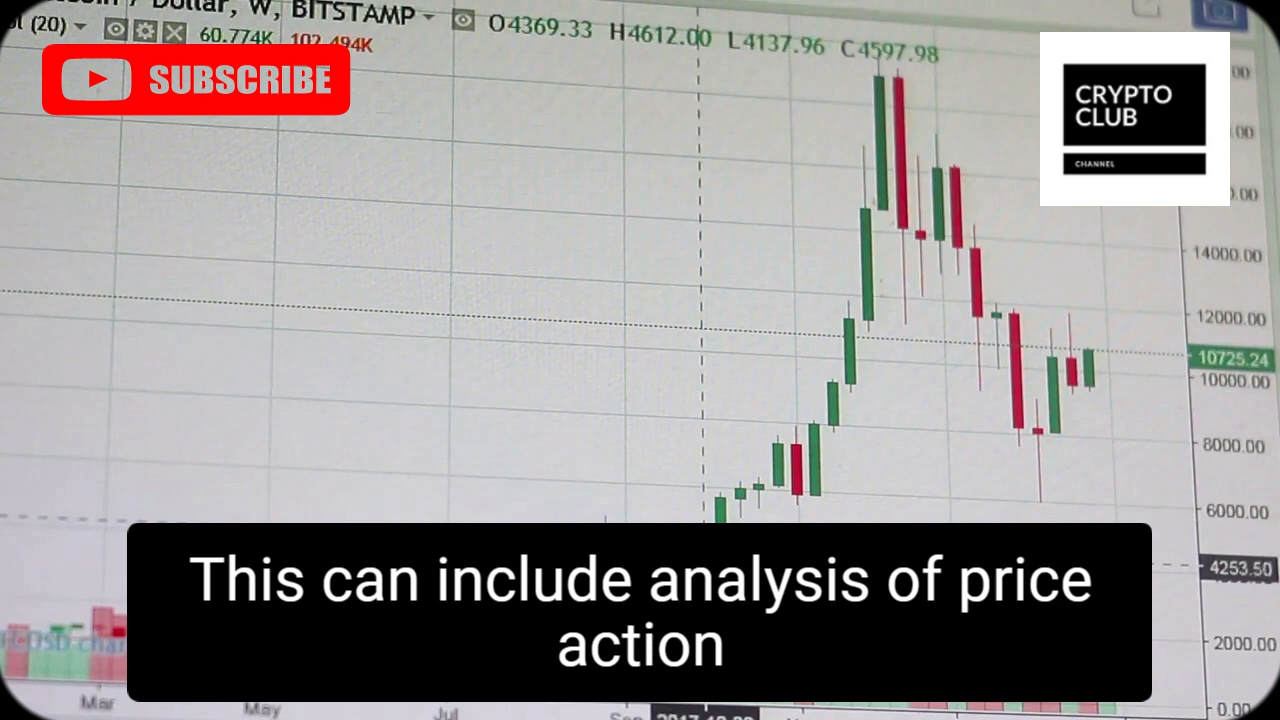 Dollar, W, BITSTAMP O4369.33 H4612.00 L4137.96 C4597.98
(20) 60.774K 102.494K
SUBSCRIBE
CRYPTO
CLUB
CHANNEL
14000.00
12000.00
10725.24
10000.00
8000.00
6000.00
4253.50
2000.00
0.00
This can include analysis of price
action
Mar
May
Jul
Sep